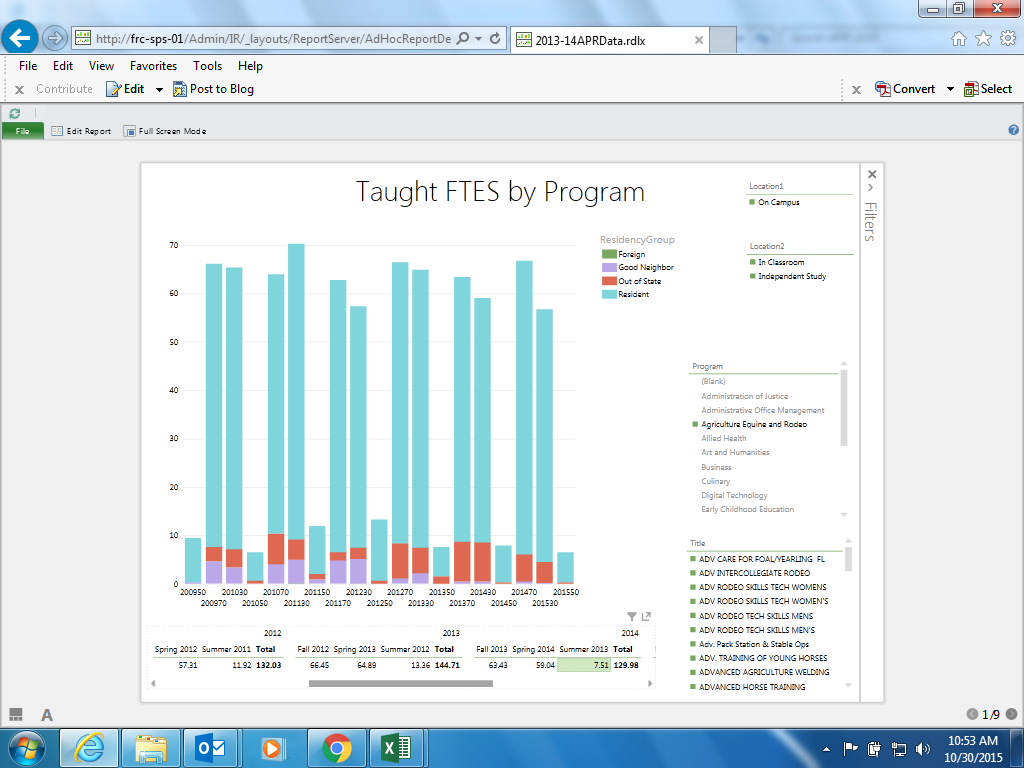 http://frc-sps-01/Admin/IR/_layouts/ReportServer/AdHocReportDe
2013-14APRData.rdlx
File Edit View Favorites Tools Help
x Contribute Edit Post to Blog
x Convert Select
File Edit Report Full Screen Mode
Taught FTES by Program
Filters
Location1
On Campus
Location2
In Classroom
Independent Study
ResidencyGroup
Foreign
Good Neighbor
Out of State
Resident
70
60
50
40
30
20
10
0
200950 201030 201070 201150 201230 201270 201350 201430 201470 201550
200970 201050 201130 201170 201250 201330 201370 201450 201530
2012 2013 2014
Spring 2012 Summer 2011 Total Fall 2012 Spring 2013 Summer 2012 Total Fall 2013 Spring 2014 Summer 2013 Total
57.31 11.92 132.03 66.45 64.89 13.36 144.71 63.43 59.04 7.51 129.98
Program
(Blank)
Administration of Justice
Administrative Office Management
Agriculture Equine and Rodeo
Allied Health
Art and Humanities
Business
Culinary
Digital Technology
Early Childhood Education
Title
ADV CARE FOR FOAL/YEARLING FL
ADV INTERCOLLEGIATE RODEO
ADV RODEO SKILLS TECH WOMENS
ADV RODEO SKILLS TECH WOMEN'S
ADV RODEO TECH SKILLS MENS
ADV RODEO TECH SKILLS MEN'S
Adv. Pack Station & Stable Ops
ADV. TRAINING OF YOUNG HORSES
ADVANCED AGRICULTURE WELDING
ADVANCED HORSE TRAINING
A
1/9
10:53 AM
10/30/2015